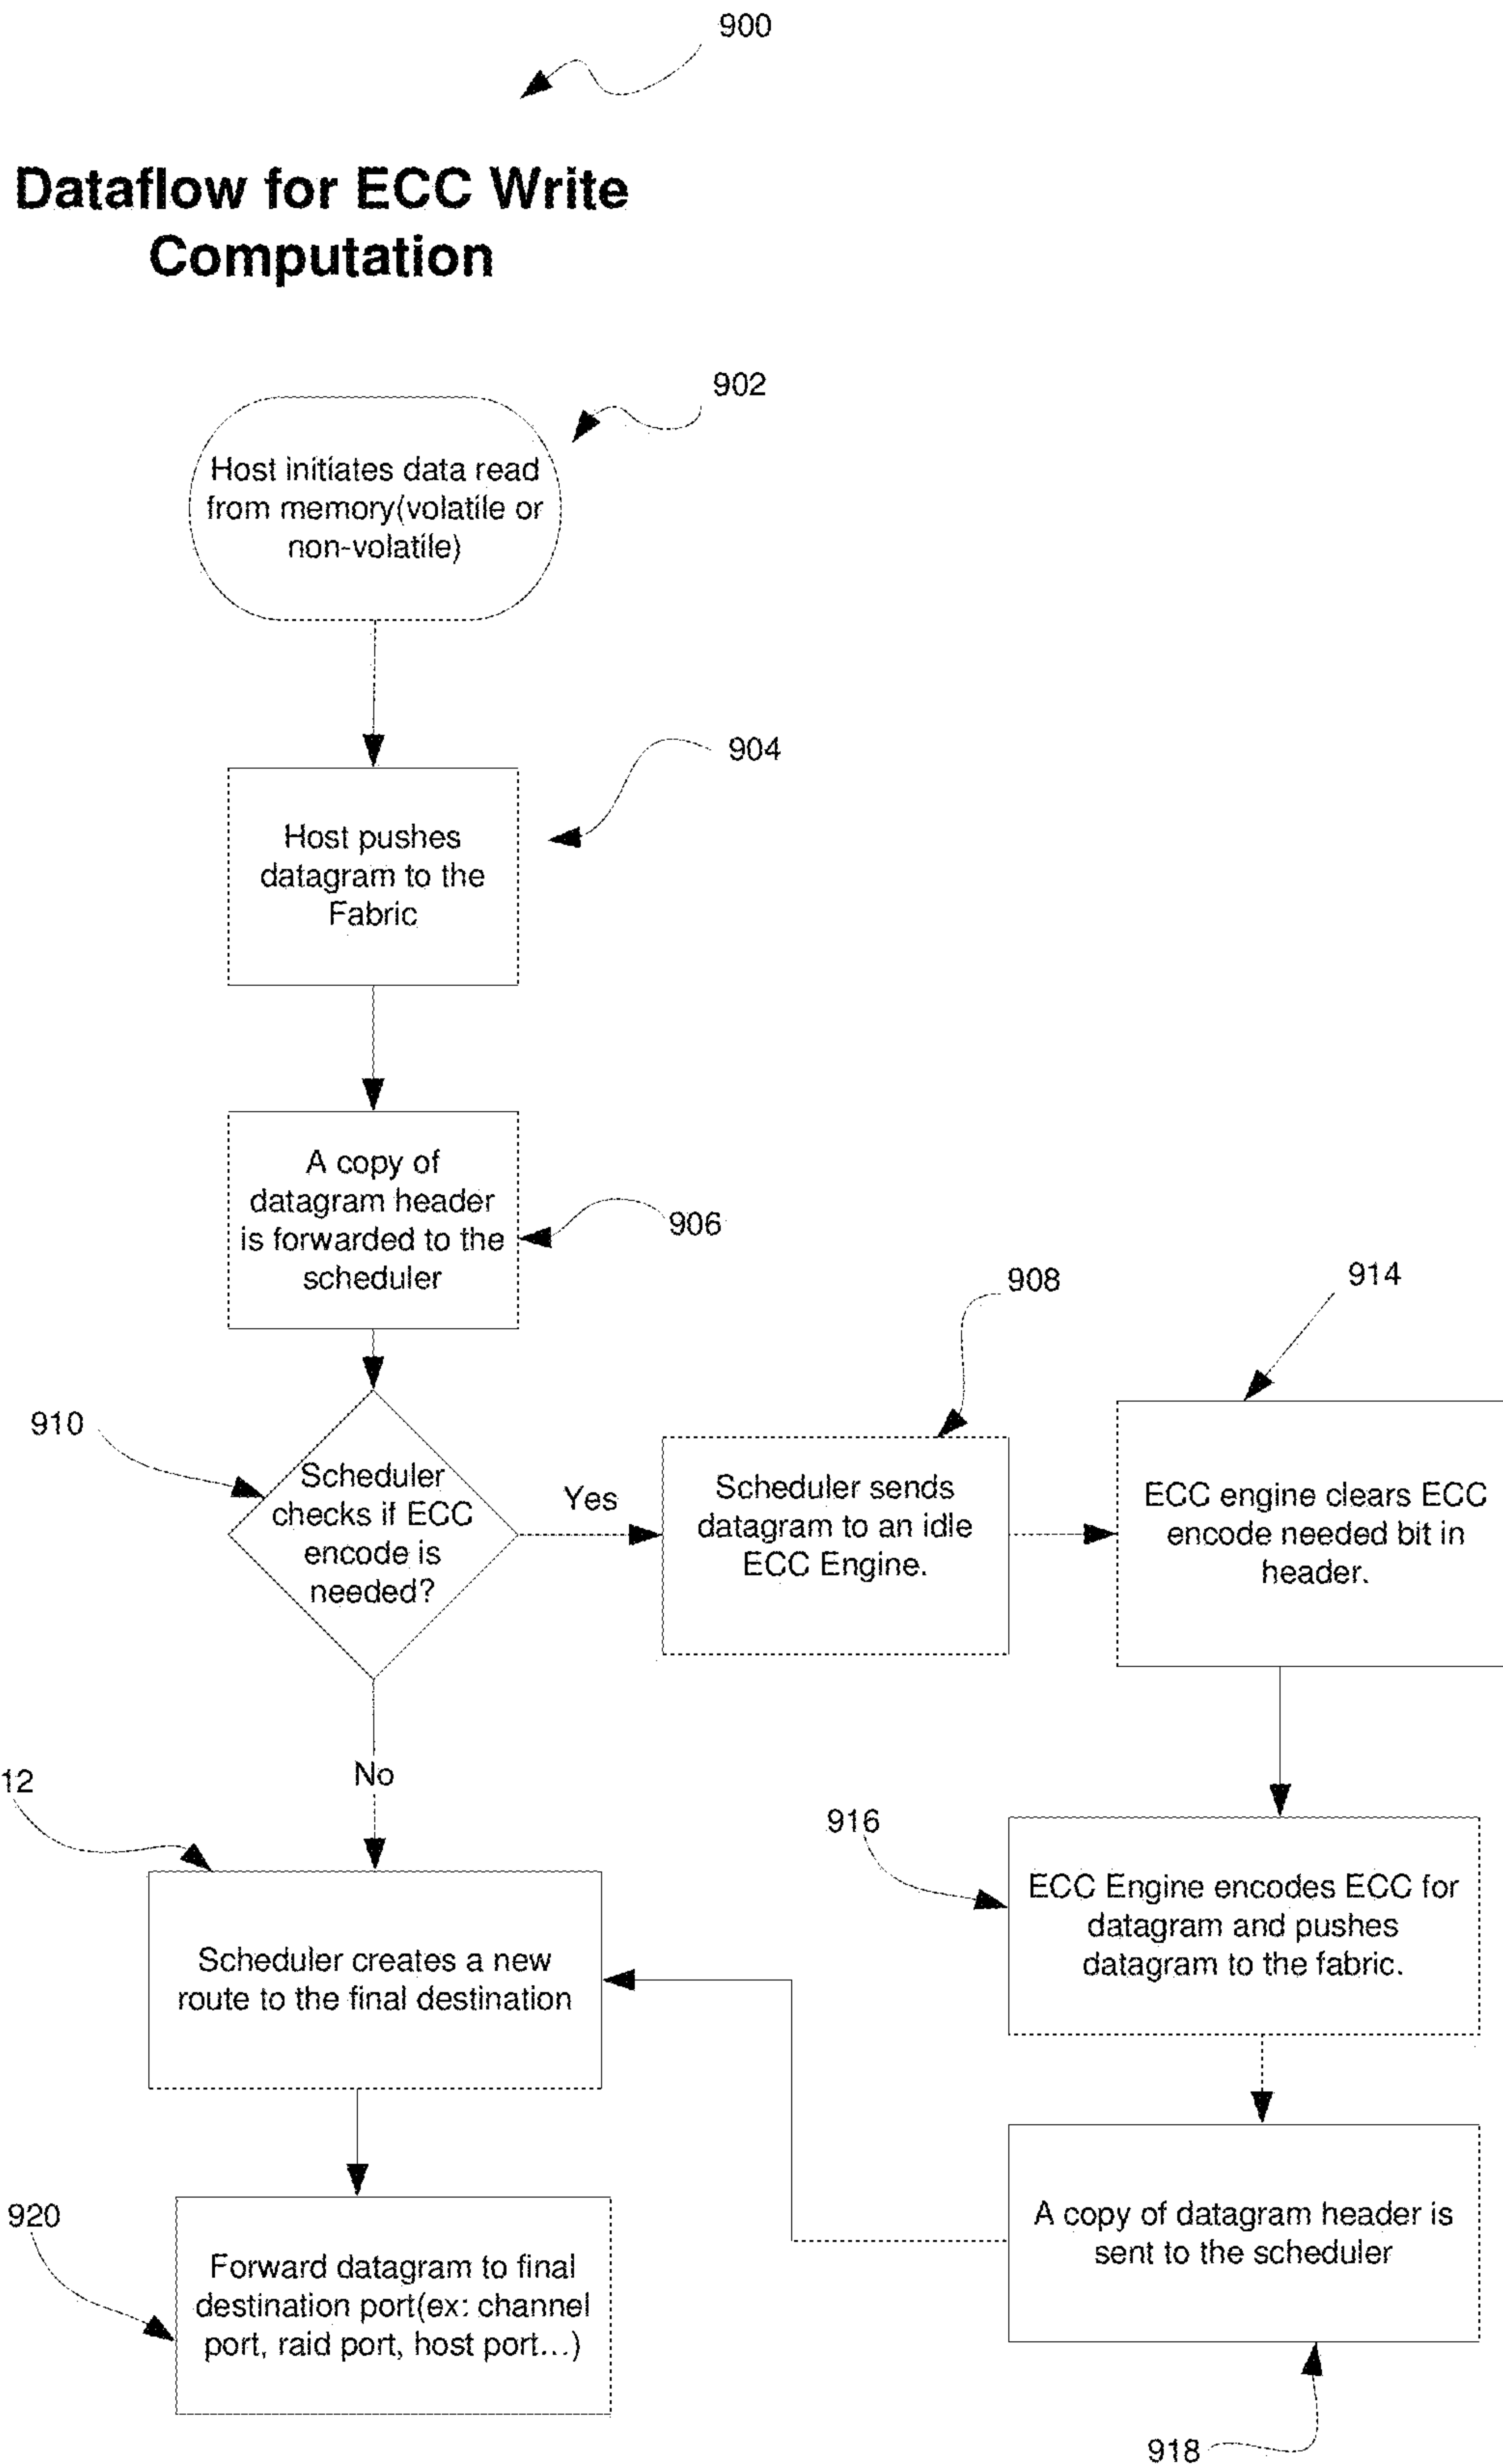 900
Dataflow for ECC Write
Computation
902
Host initiates data read
from memory(volatile or
non-volatile)
904
Host pushes
datagram to the
Fabric
A copy of
datagram header
is forwarded to the
scheduler
906
908
914
910
Scheduler
checks if ECC
encode is
needed?
Yes
Scheduler sends
datagram to an idle
ECC Engine.
ECC engine clears ECC
encode needed bit in
header.
No
12
916
ECC Engine encodes ECC for
datagram and pushes
datagram to the fabric.
Scheduler creates a new
route to the final destination
920
A copy of datagram header is
sent to the scheduler
Forward datagram to final
destination port(ex: channel
port, raid port, host port...)
918